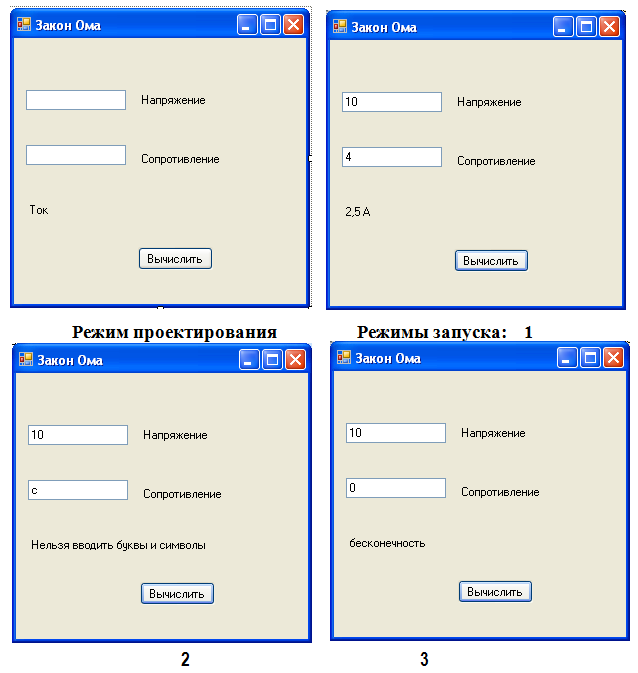 Закон Ома
Напряжение
Сопротивление
Ток
Вычислить
Закон Ома
10 Напряжение
4 Сопротивление
2,5 А
Вычислить
Режим проектирования
Режимы запуска: 1
Закон Ома
10 Напряжение
с Сопротивление
Нельзя вводить буквы и символы
Вычислить
2
Закон Ома
10 Напряжение
0 Сопротивление
бесконечность
Вычислить
3